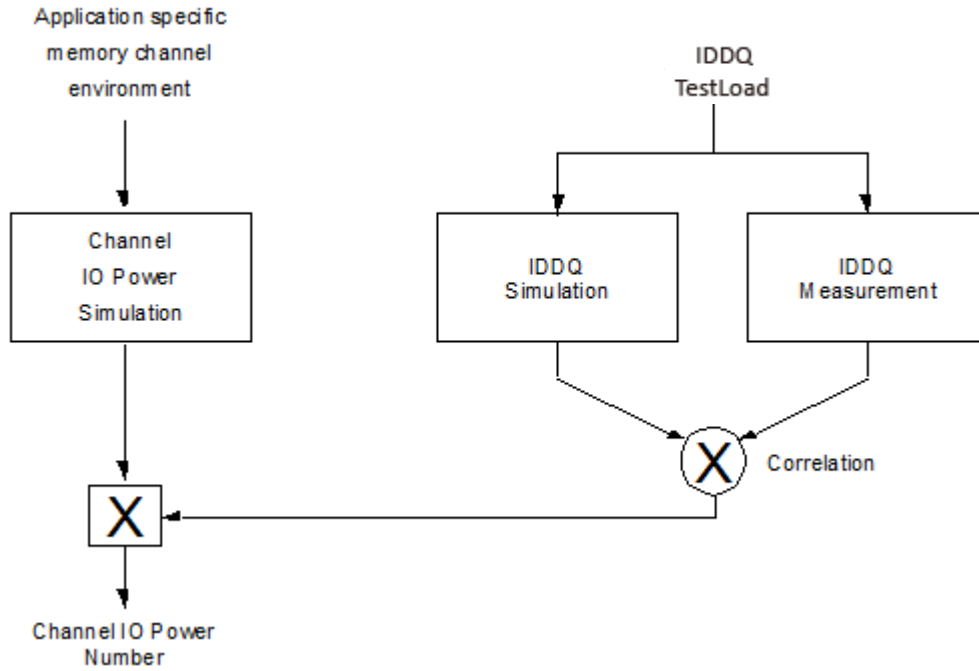 Application specific
memory channel
environment
IDDQ
TestLoad
Channel
IO Power
Simulation
IDDQ
Simulation
IDDQ
Measurement
X
Correlation
X
Channel IO Power
Number